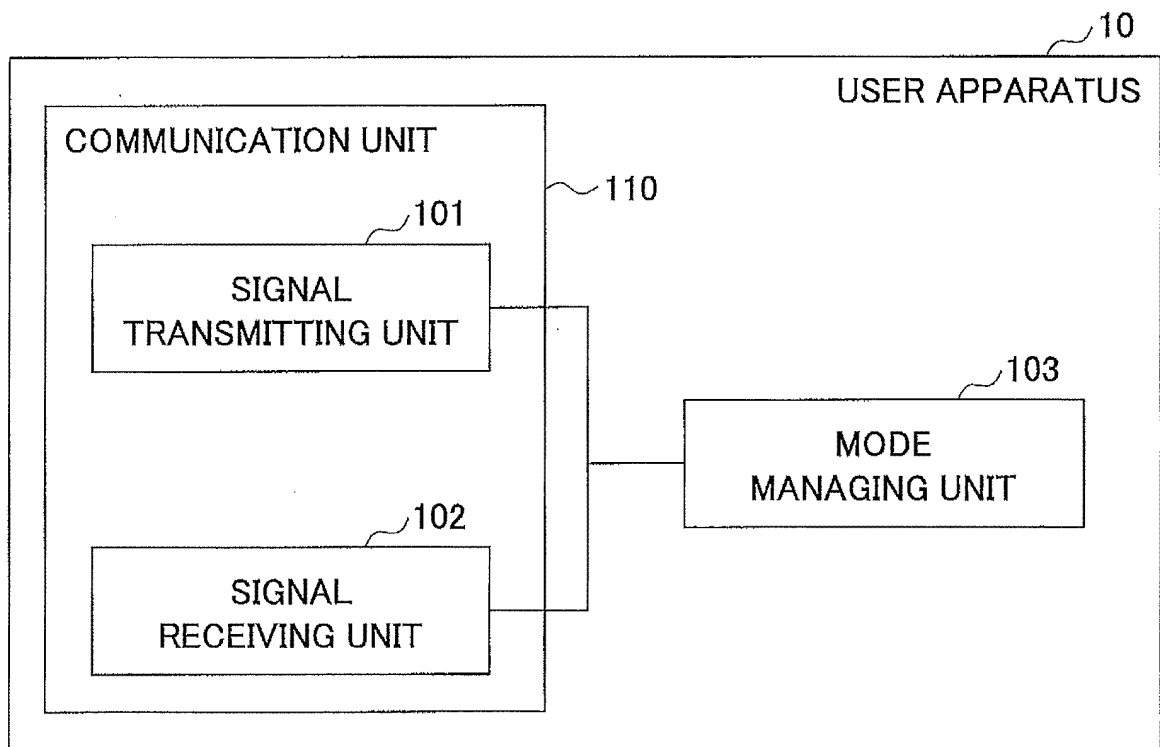 10
USER APPARATUS
COMMUNICATION UNIT
110
101
SIGNAL
TRANSMITTING UNIT
103
MODE
MANAGING UNIT
102
SIGNAL
RECEIVING UNIT